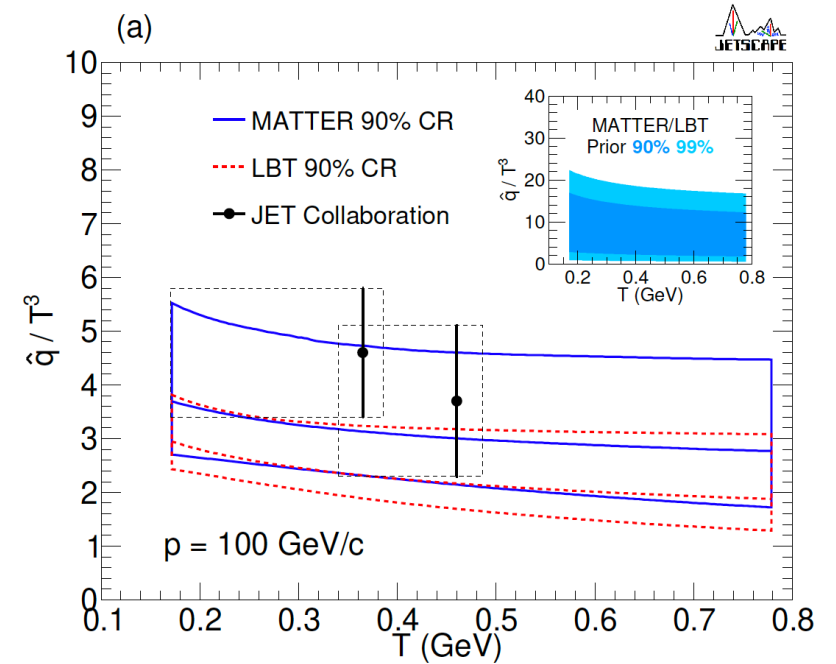 (a)
JETSCAPE
10
9
8
7
6
5
4
3
2
1
0
q̂ / T³
MATTER 90% CR
LBT 90% CR
JET Collaboration
40
30
20
10
0
q̂ / T³
MATTER/LBT
Prior 90% 99%
0.2 0.4 0.6 0.8
T (GeV)
p = 100 GeV/c
0.1 0.2 0.3 0.4 0.5 0.6 0.7 0.8
T (GeV)